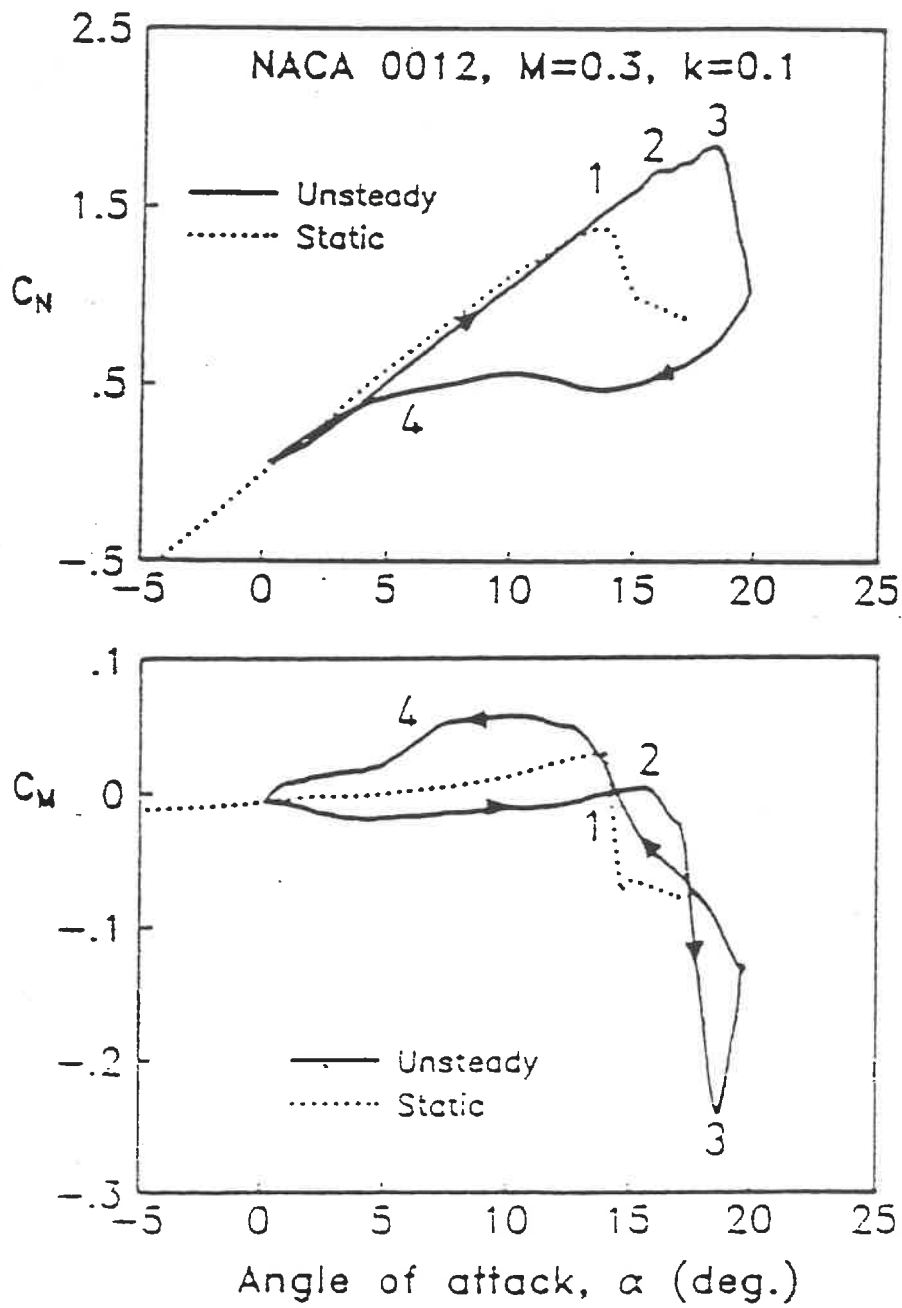 2.5
NACA 0012, M=0.3, k=0.1
3
2
1
Unsteady
1.5
Static
C_N
.5
4
-.5
-5 0 5 10 15 20 25
.1
4
2
C_M 0
1
-.1
Unsteady
-.2
Static
3
-.3
-5 0 5 10 15 20 25
Angle of attack, α (deg.)